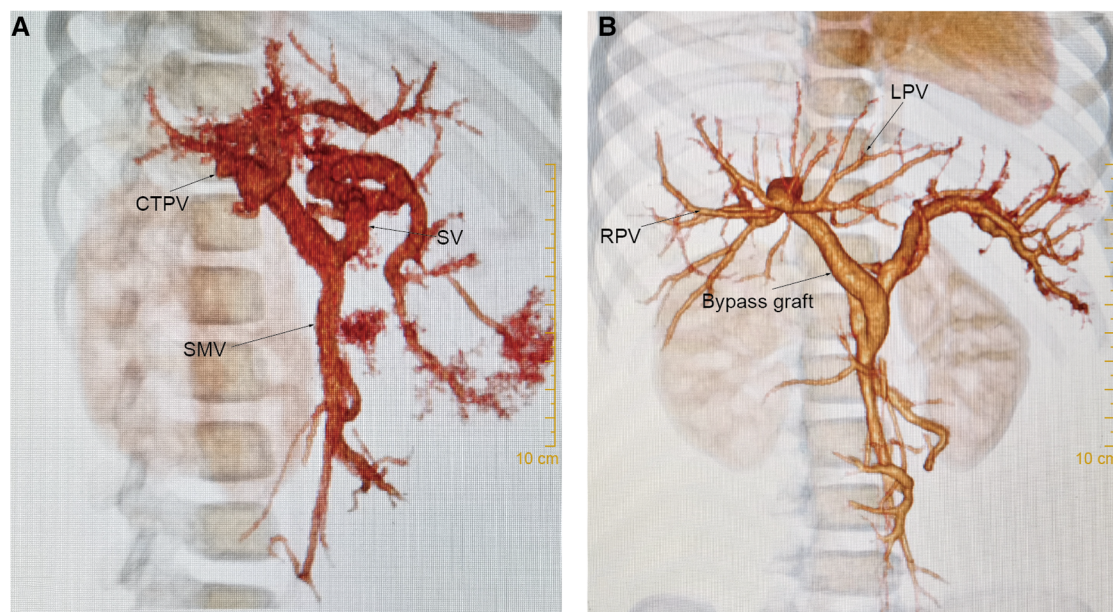 A
CTPV
SV
SMV
10 cm
B
LPV
RPV
Bypass graft
10 cm